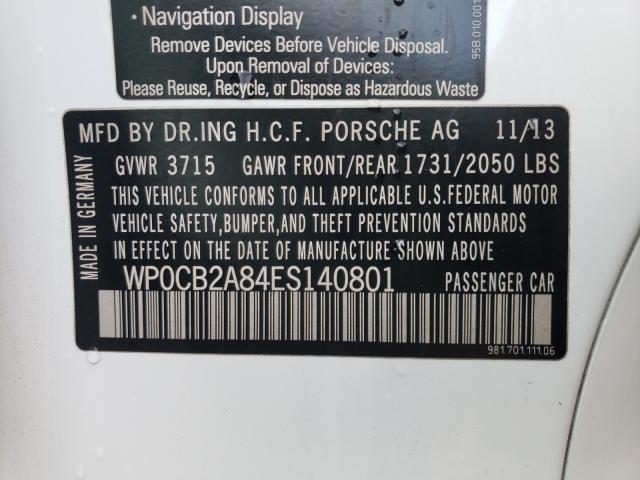 · Navigation Display
Remove Devices Before Vehicle Disposal.
Upon Removal of Devices:
Please Reuse, Recycle, or Dispose as Hazardous Waste
95B.010.001
MFD BY DR.ING H.C.F. PORSCHE AG 11/13
GVWR 3715 GAWR FRONT/REAR 1731/2050 LBS
THIS VEHICLE CONFORMS TO ALL APPLICABLE U.S.FEDERAL MOTOR
VEHICLE SAFETY,BUMPER,AND THEFT PREVENTION STANDARDS
IN EFFECT ON THE DATE OF MANUFACTURE SHOWN ABOVE
MADE IN GERMANY
WP0CB2A84ES140801 PASSENGER CAR
981.701.111.06